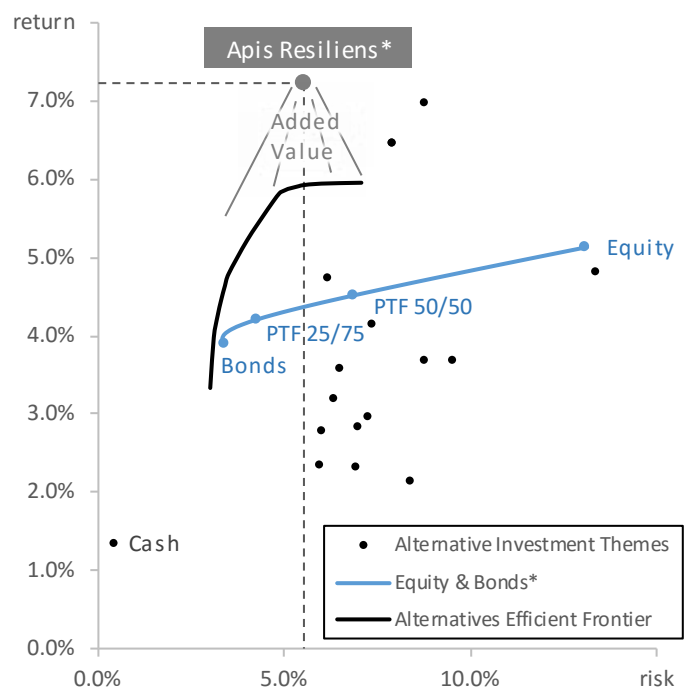 return
Apis Resiliens*
7.0%
Added
Value
6.0%
5.0%
Equity
PTF 50/50
4.0%
PTF 25/75
Bonds
3.0%
2.0%
Cash
1.0%
Alternative Investment Themes
Equity & Bonds*
Alternatives Efficient Frontier
0.0%
0.0%
5.0%
10.0%
risk